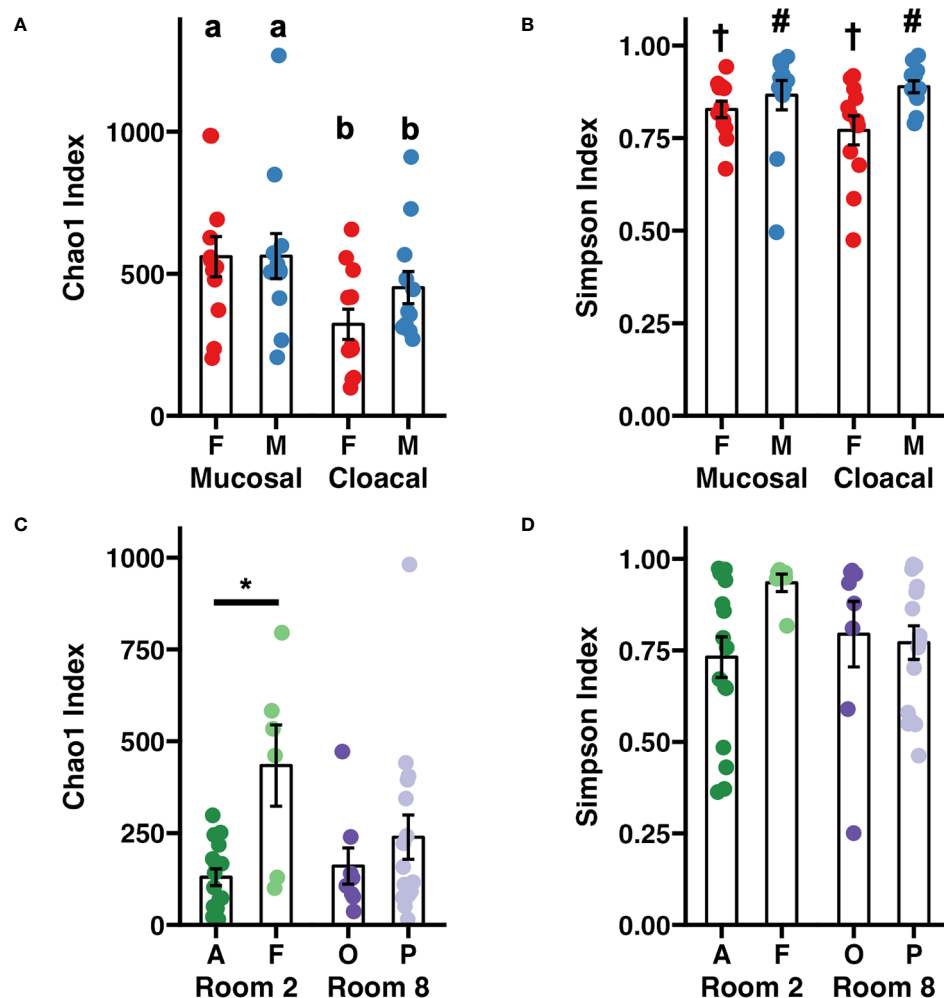 A
a a
b b
Chao1 Index
1000
500
0
F M F M
Mucosal Cloacal
B
† # † #
Simpson Index
1.00
0.75
0.50
0.25
0.00
F M F M
Mucosal Cloacal
C
*
Chao1 Index
1000
750
500
250
0
A F O P
Room 2 Room 8
D
Simpson Index
1.00
0.75
0.50
0.25
0.00
A F O P
Room 2 Room 8